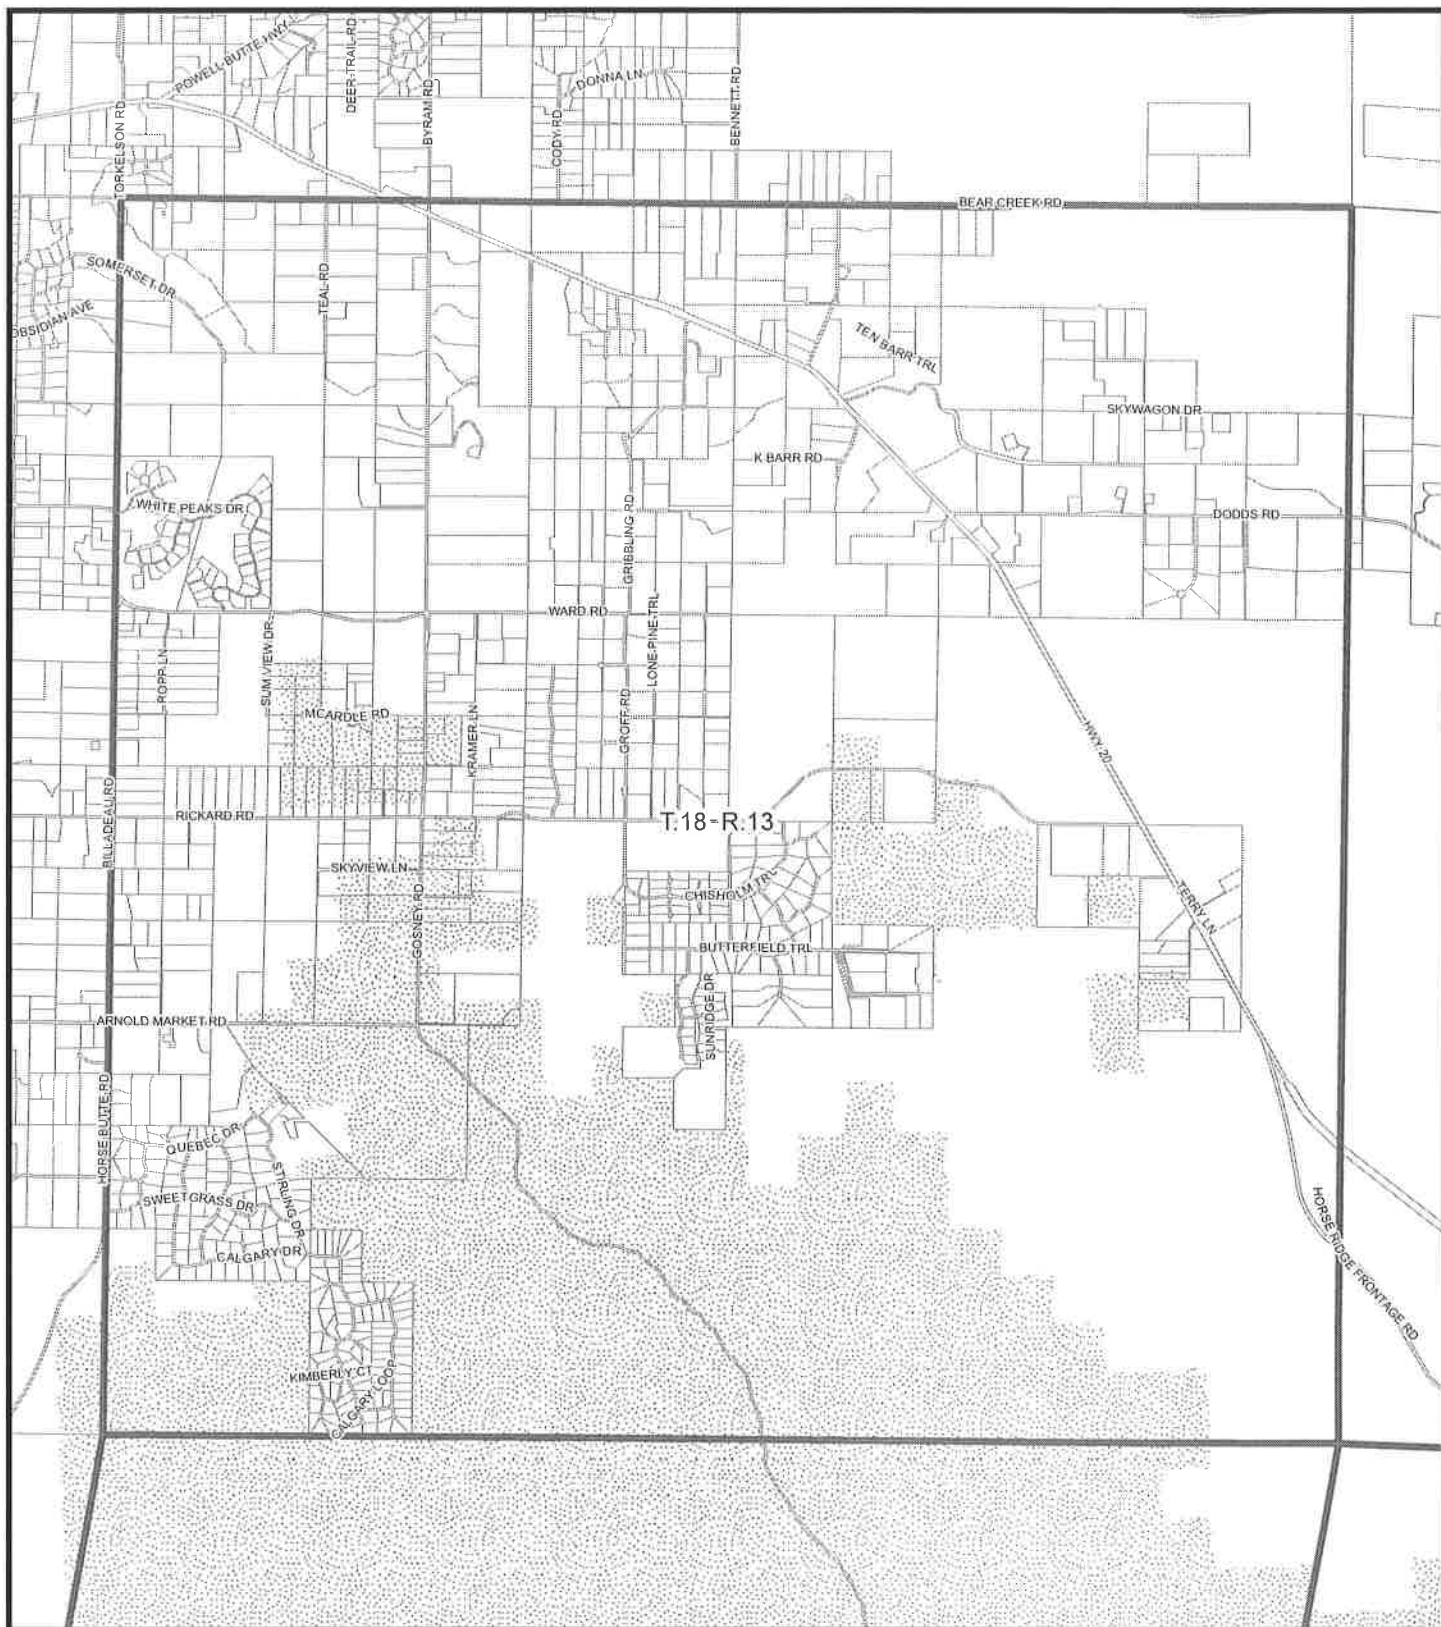 POWELL BUTTE HWY
DEER TRAIL RD
BYRAM RD
TORKELSON RD
CODY RD
DONNA LN
BENNETT RD
BEAR CREEK RD
SOMERSET DR
OBSIDIAN AVE
TEAL RD
TEN BARR TRL
SKYWAGON DR
K BARR RD
WHITE PEAKS DR
GRIBBLING RD
DODDS RD
WARD RD
ROPP LN
SUM VIEW DR
LONE PINE TRL
MCARDLE RD
KRAMER LN
GROFF RD
HWY 20
BILLADEAU RD
RICKARD RD
T.18-R.13
SKYVIEW LN
GOSNEY RD
CHISHOLM TRL
TERRY LN
BUTTERFIELD TRL
SUNRIDGE DR
ARNOLD MARKET RD
HORSE BUTTE RD
QUEBEC DR
STIRLING DR
SWEETGRASS DR
CALGARY DR
HORSE RIDGE FRONTAGE RD
KIMBERLY CT
CALGARY LOOP